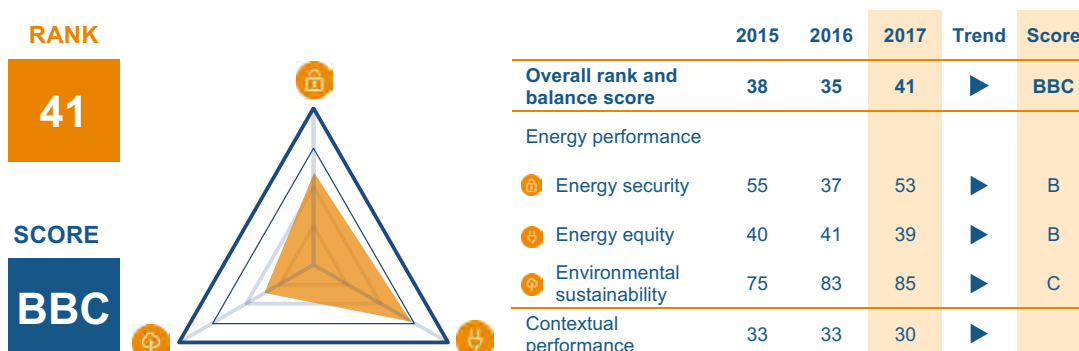 RANK
41
SCORE
BBC
2015 2016 2017 Trend Score
Overall rank and
balance score 38 35 41 BBC
Energy performance
Energy security 55 37 53 B
Energy equity 40 41 39 B
Environmental
sustainability 75 83 85 C
Contextual
performance 33 33 30